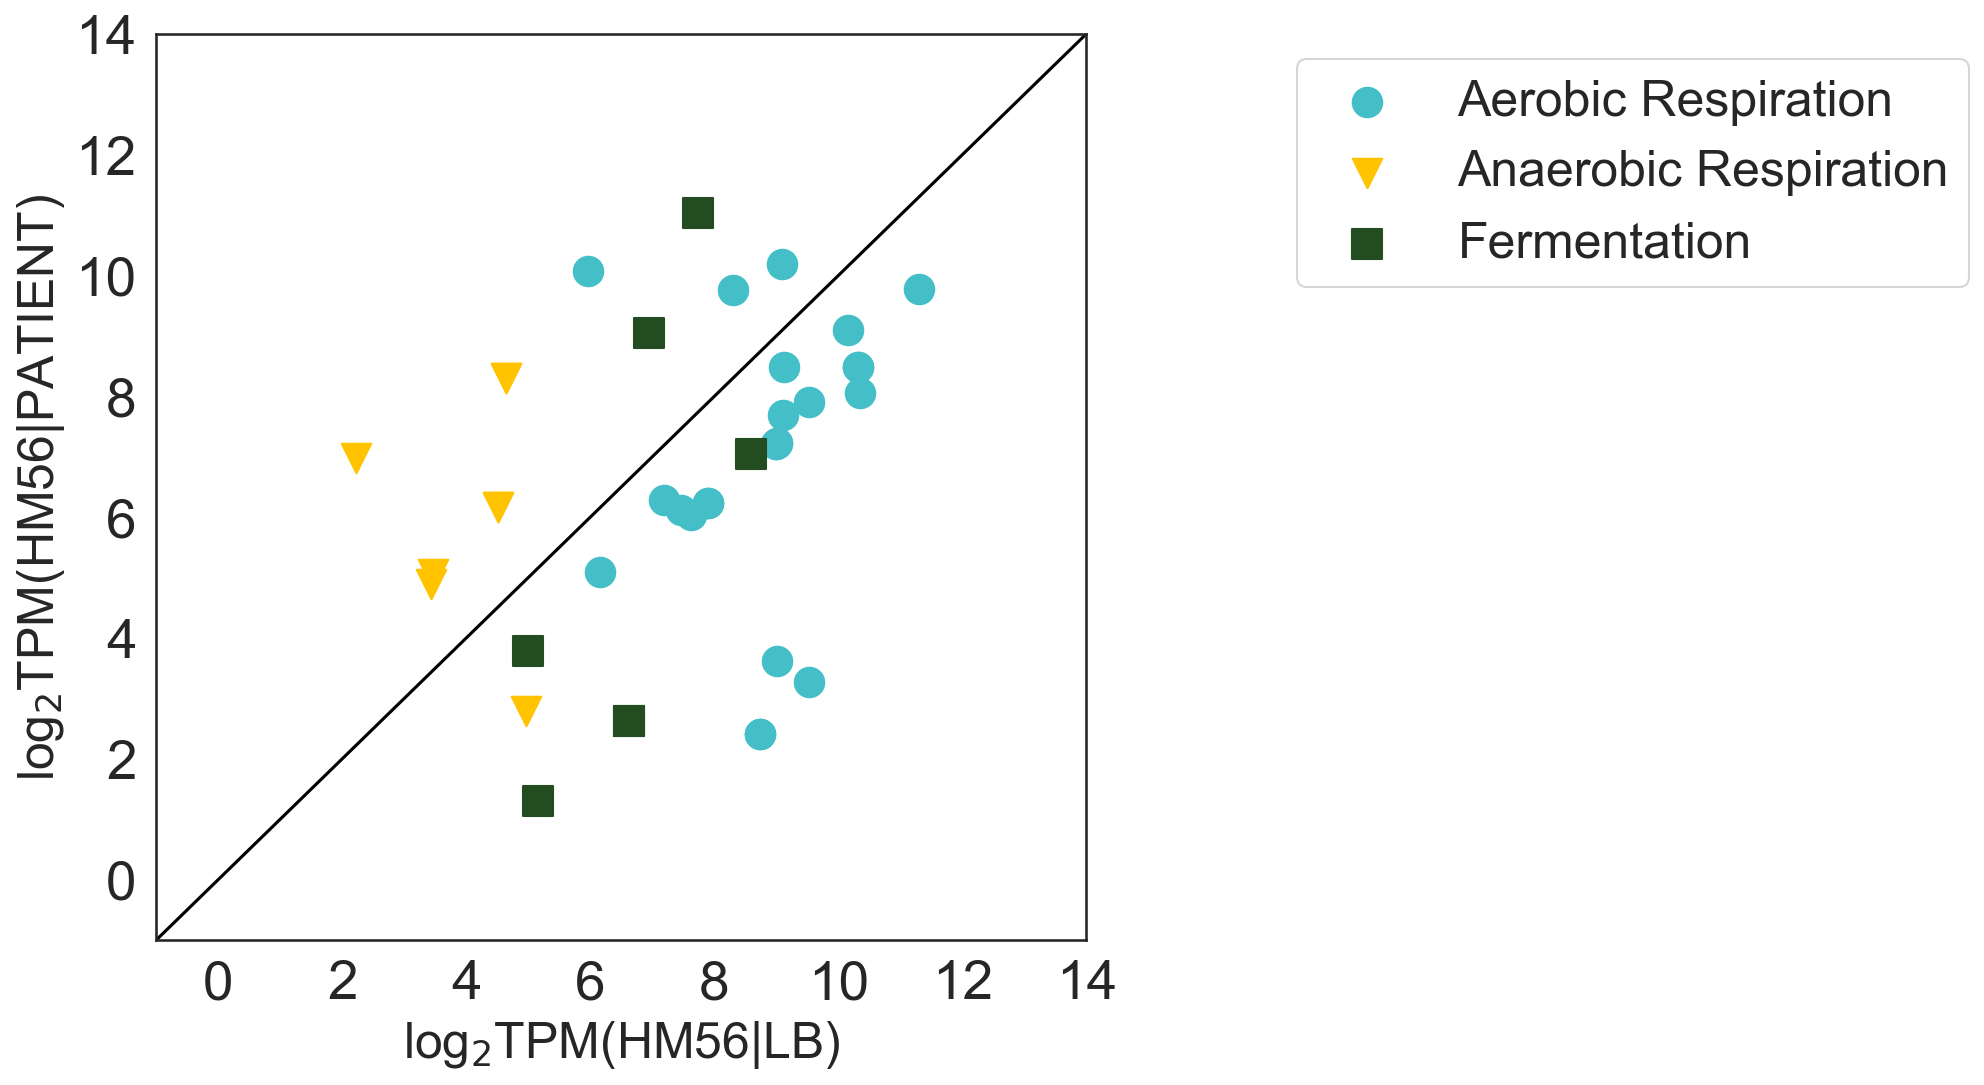 14
12
10
8
6
4
2
0
log₂TPM(HM56|PATIENT)
0 2 4 6 8 10 12 14
log₂TPM(HM56|LB)
Aerobic Respiration
Anaerobic Respiration
Fermentation